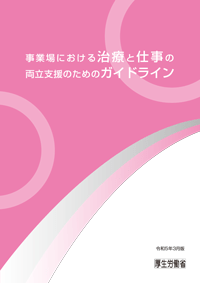 事業場における治療と仕事の
両立支援のためのガイドライン
令和5年3月版
厚生労働省